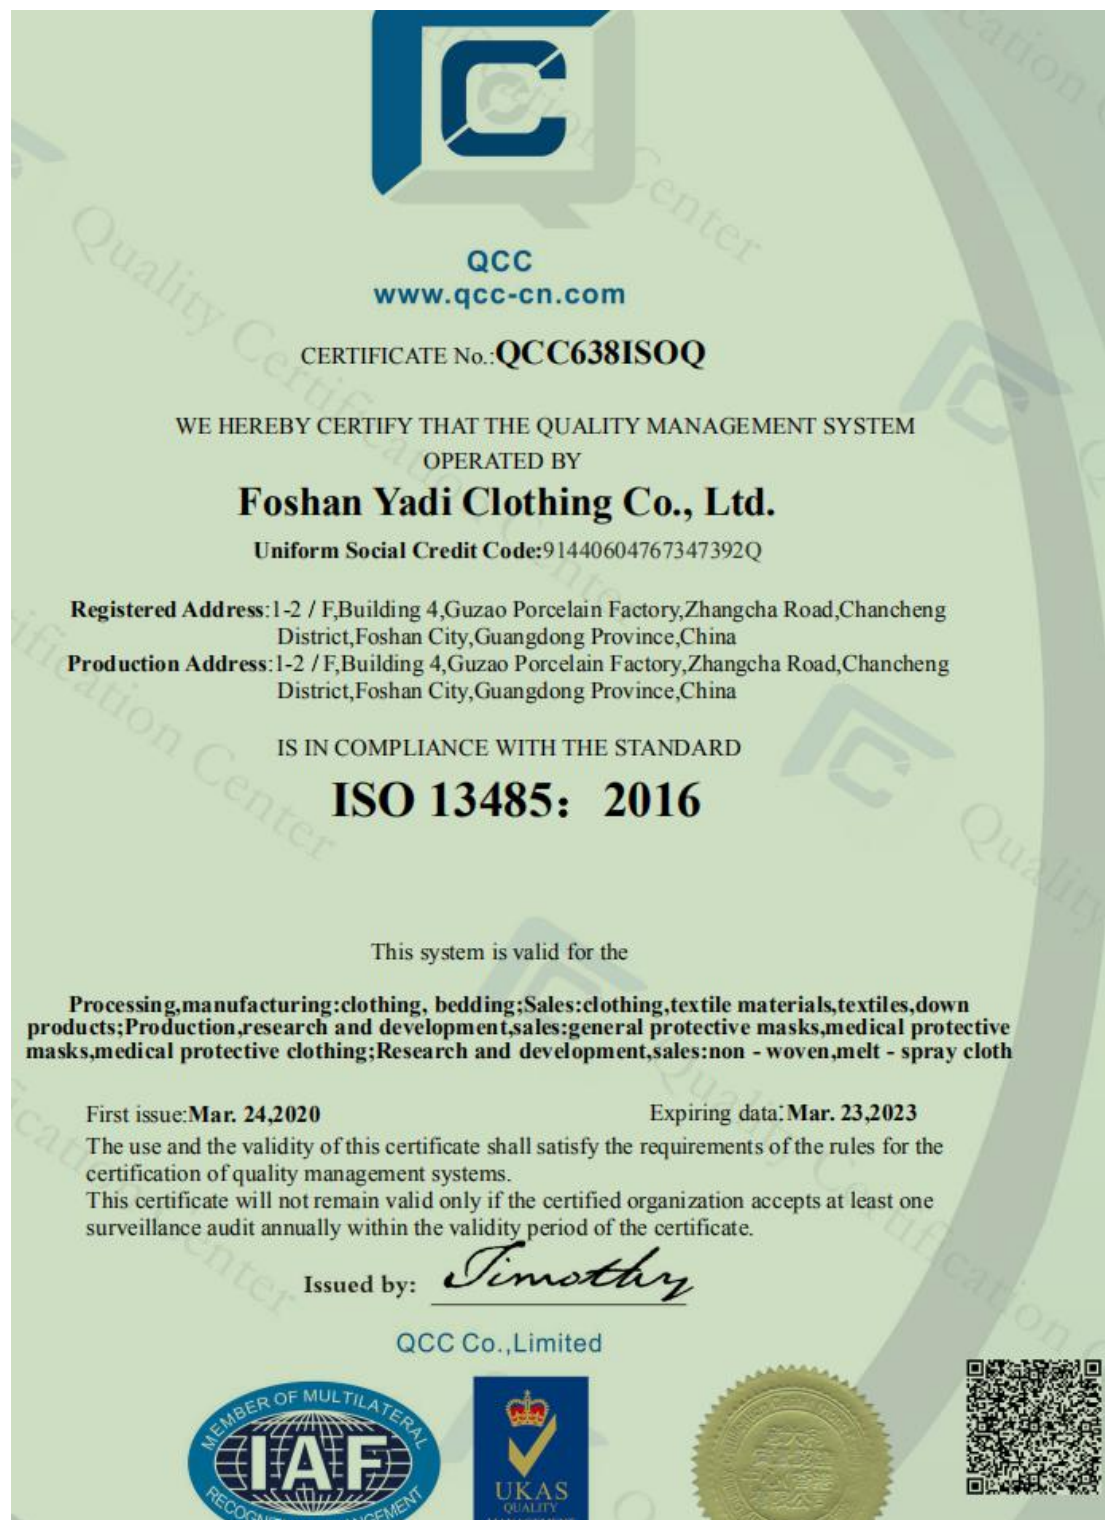 QCC
www.qcc-cn.com
CERTIFICATE No.:QCC638ISOQ
WE HEREBY CERTIFY THAT THE QUALITY MANAGEMENT SYSTEM
OPERATED BY
Foshan Yadi Clothing Co., Ltd.
Uniform Social Credit Code:91440604767347392Q
Registered Address:1-2 / F,Building 4,Guzao Porcelain Factory,Zhangcha Road,Chancheng
District,Foshan City,Guangdong Province,China
Production Address:1-2 / F,Building 4,Guzao Porcelain Factory,Zhangcha Road,Chancheng
District,Foshan City,Guangdong Province,China
IS IN COMPLIANCE WITH THE STANDARD
ISO 13485：2016
This system is valid for the
Processing,manufacturing:clothing, bedding;Sales:clothing,textile materials,textiles,down
products;Production,research and development,sales:general protective masks,medical protective
masks,medical protective clothing;Research and development,sales:non - woven,melt - spray cloth
First issue:Mar. 24,2020 Expiring data:Mar. 23,2023
The use and the validity of this certificate shall satisfy the requirements of the rules for the
certification of quality management systems.
This certificate will not remain valid only if the certified organization accepts at least one
surveillance audit annually within the validity period of the certificate.
Issued by: Timothy
QCC Co.,Limited
MEMBER OF MULTILATERAL
IAF
UKAS
QUALITY
Quality Certification Center